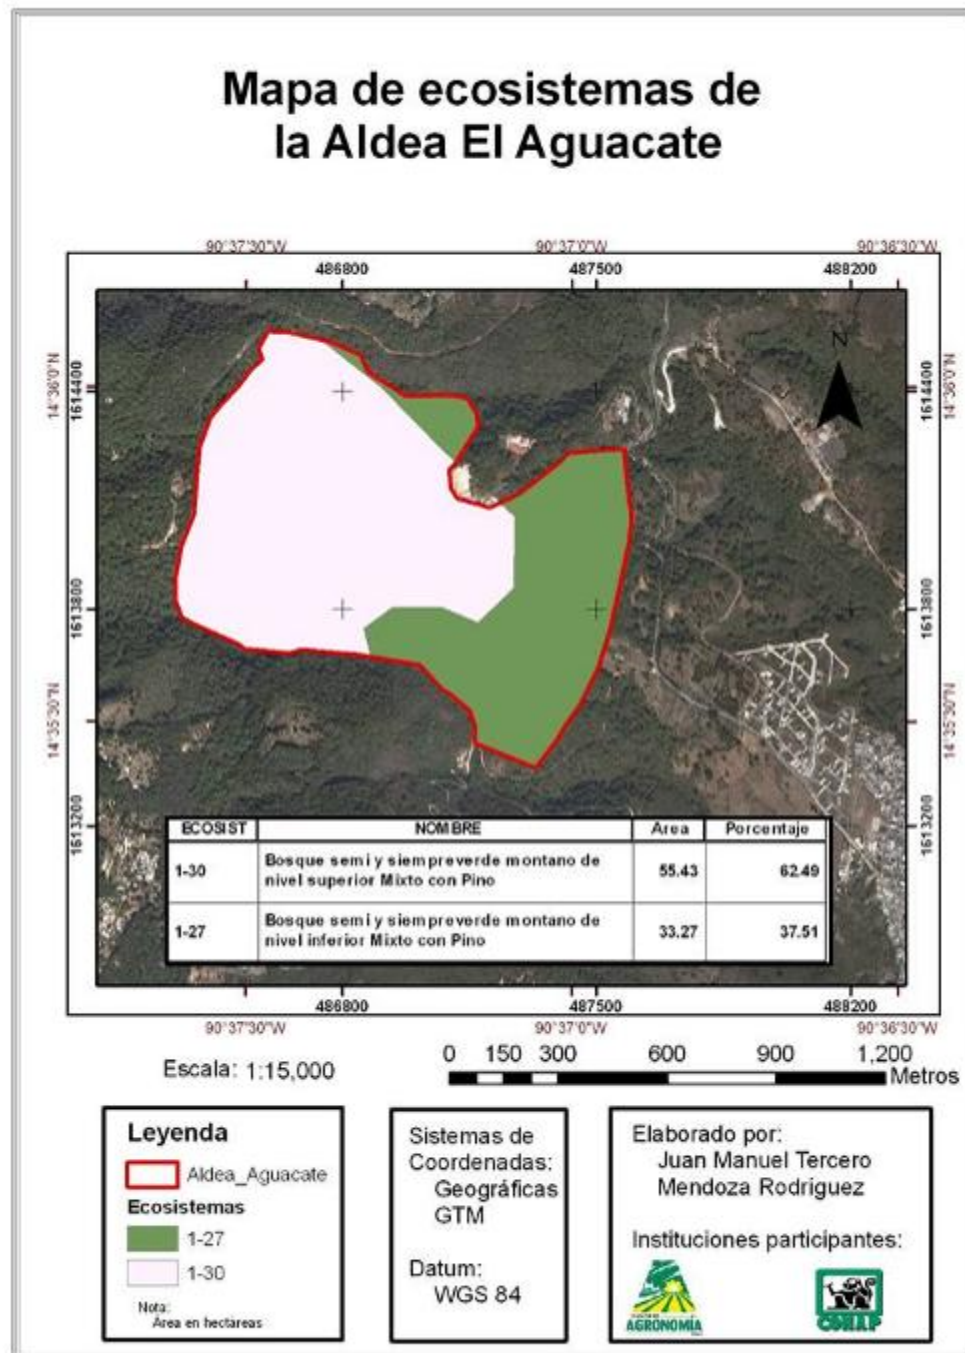 Mapa de ecosistemas de
la Aldea El Aguacate
90°37'30"W 90°37'0"W 90°36'30"W
486800 487500 488200
14°36'0"N 1614400 N 1614400 14°36'0"N
1613800 1613800
14°35'30"N 14°35'30"N
1613200 1613200
ECOSIST NOMBRE Area Porcentaje
1-30 Bosque semi y siempreverde montano de
nivel superior Mixto con Pino 55.43 62.49
1-27 Bosque semi y siempreverde montano de
nivel inferior Mixto con Pino 33.27 37.51
486800 487500 488200
90°37'30"W 90°37'0"W 90°36'30"W
Escala: 1:15,000
0 150 300 600 900 1,200
Metros
Leyenda
Aldea_Aguacate
Ecosistemas
1-27
1-30
Nota:
Área en hectáreas
Sistemas de
Coordenadas:
Geográficas
GTM
Datum:
WGS 84
Elaborado por:
Juan Manuel Tercero
Mendoza Rodríguez
Instituciones participantes:
AGRONOMÍA
CONAP